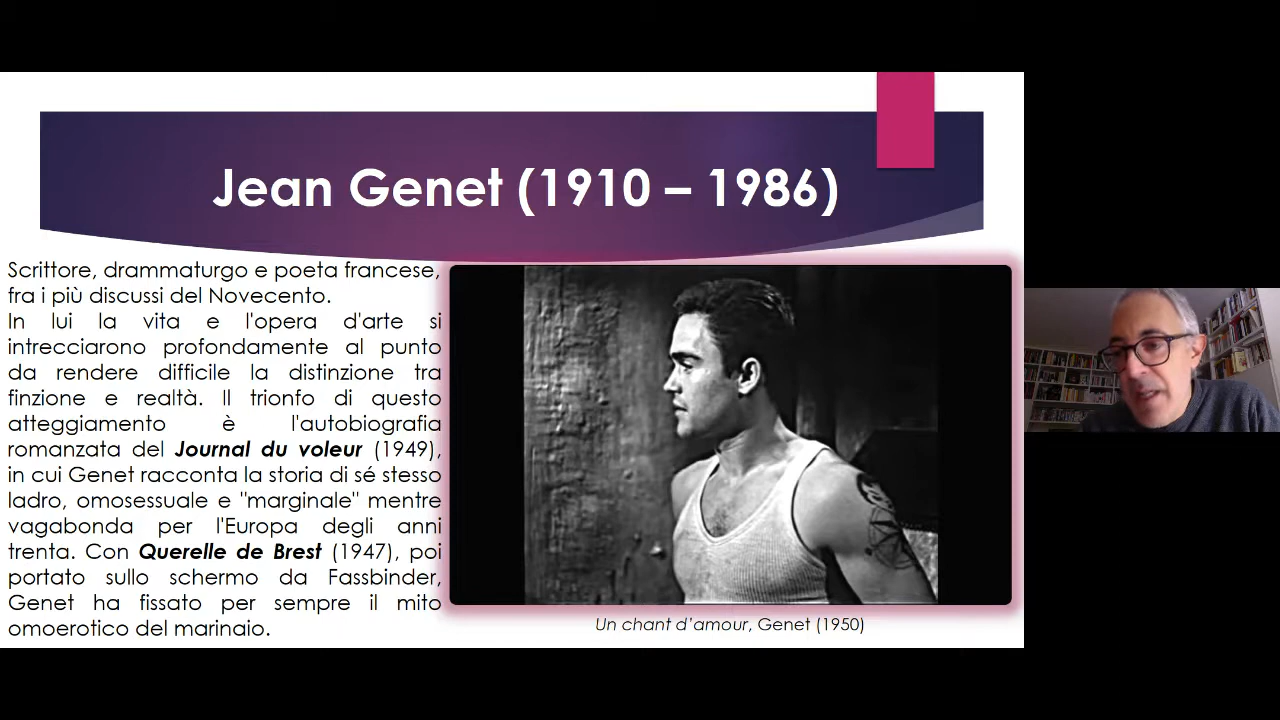 Jean Genet (1910 – 1986)
Scrittore, drammaturgo e poeta francese,
fra i più discussi del Novecento.
In lui la vita e l'opera d'arte si
intrecciarono profondamente al punto
da rendere difficile la distinzione tra
finzione e realtà. Il trionfo di questo
atteggiamento è l'autobiografia
romanzata del Journal du voleur (1949),
in cui Genet racconta la storia di sé stesso
ladro, omosessuale e "marginale" mentre
vagabonda per l'Europa degli anni
trenta. Con Querelle de Brest (1947), poi
portato sullo schermo da Fassbinder,
Genet ha fissato per sempre il mito
omoerotico del marinaio.
Un chant d’amour, Genet (1950)